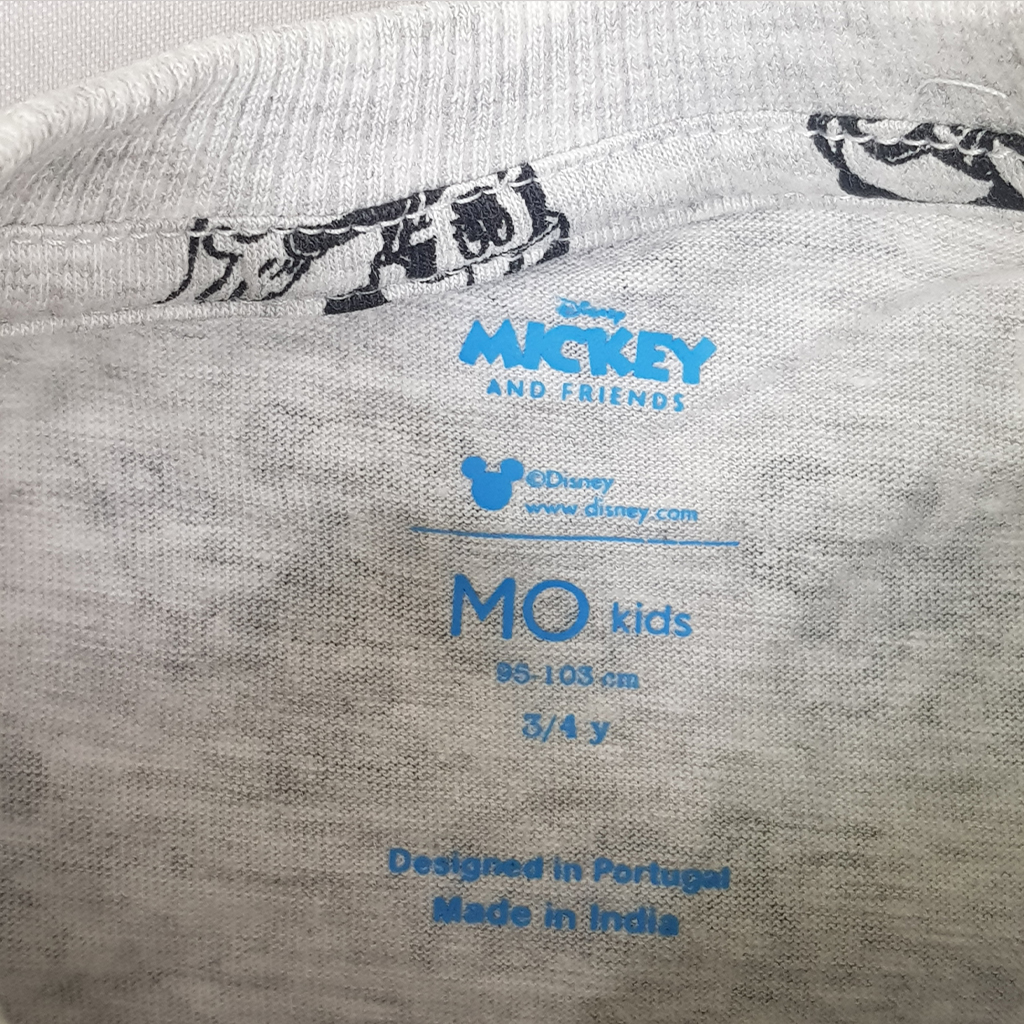 Disney
MICKEY
AND FRIENDS
©Disney
www.disney.com
MO kids
95-103 cm
3/4 y
Designed in Portugal
Made in India